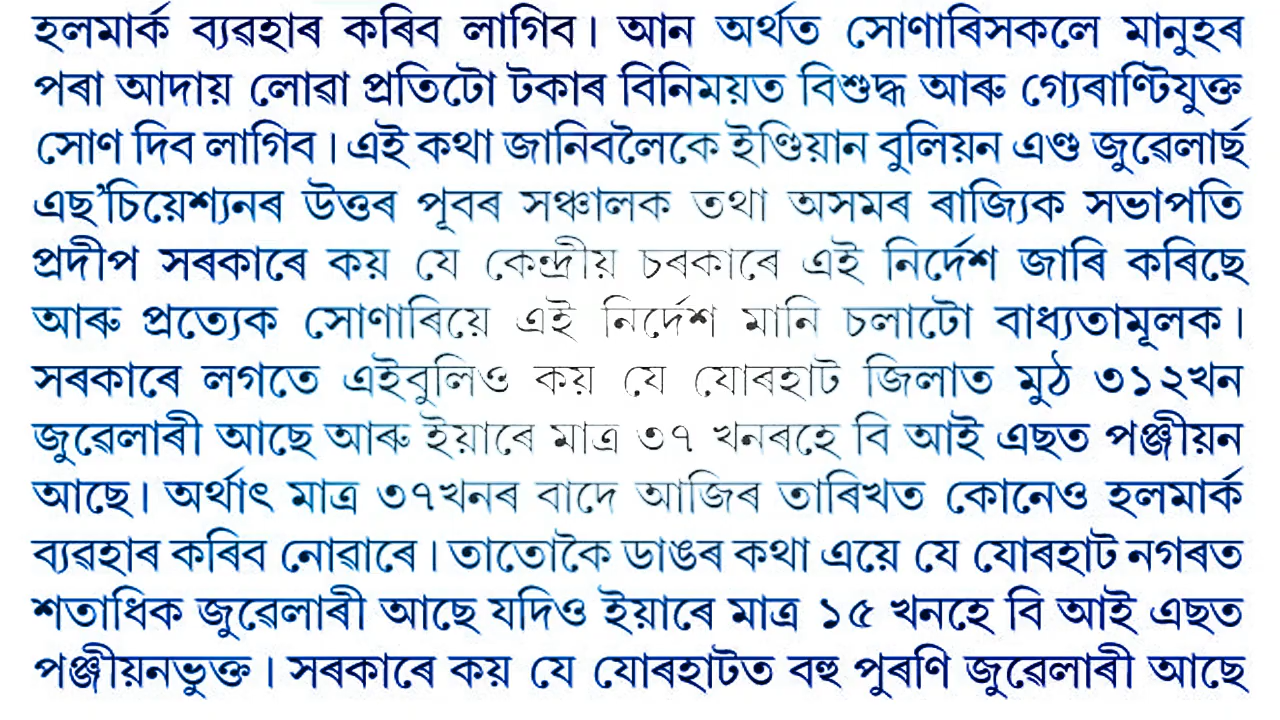 হলমাৰ্ক ব্যৱহাৰ কৰিব লাগিব। আন অৰ্থত সোণাৰিসকলে মানুহৰ
পৰা আদায় লোৱা প্ৰতিটো টকাৰ বিনিময়ত বিশুদ্ধ আৰু গ্যেৰাণ্টিযুক্ত
সোণ দিব লাগিব। এই কথা জানিবলৈকে ইণ্ডিয়ান বুলিয়ন এণ্ড জুৱেলাৰ্ছ
এছ’চিয়েশ্যনৰ উত্তৰ পূবৰ সঞ্চালক তথা অসমৰ ৰাজ্যিক সভাপতি
প্ৰদীপ সৰকাৰে কয় যে কেন্দ্ৰীয় চৰকাৰে এই নিৰ্দেশ জাৰি কৰিছে
আৰু প্ৰত্যেক সোণাৰিয়ে এই নিৰ্দেশ মানি চলাটো বাধ্যতামূলক।
সৰকাৰে লগতে এইবুলিও কয় যে যোৰহাট জিলাত মুঠ ৩১২খন
জুৱেলাৰী আছে আৰু ইয়াৰে মাত্ৰ ৩৭ খনৰহে বি আই এছত পঞ্জীয়ন
আছে। অৰ্থাৎ মাত্ৰ ৩৭খনৰ বাদে আজিৰ তাৰিখত কোনেও হলমাৰ্ক
ব্যৱহাৰ কৰিব নোৱাৰে। তাতোকৈ ডাঙৰ কথা এয়ে যে যোৰহাট নগৰত
শতাধিক জুৱেলাৰী আছে যদিও ইয়াৰে মাত্ৰ ১৫ খনহে বি আই এছত
পঞ্জীয়নভুক্ত। সৰকাৰে কয় যে যোৰহাটত বহু পুৰণি জুৱেলাৰী আছে